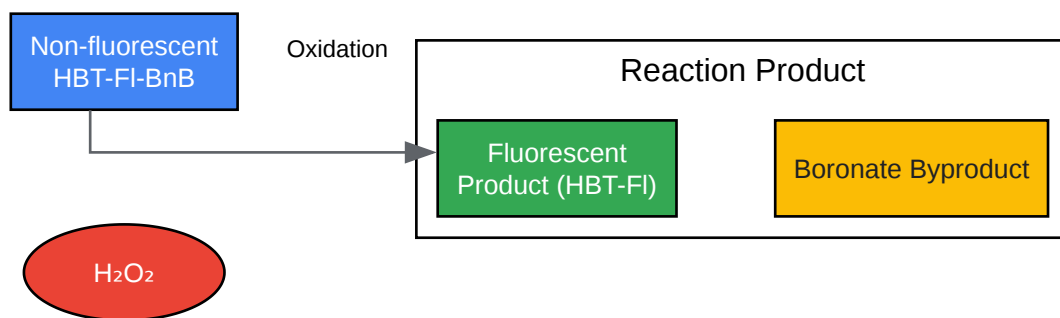 Non-fluorescent
HBT-Fl-BnB
Oxidation
Reaction Product
Fluorescent
Product (HBT-Fl)
Boronate Byproduct
H₂O₂